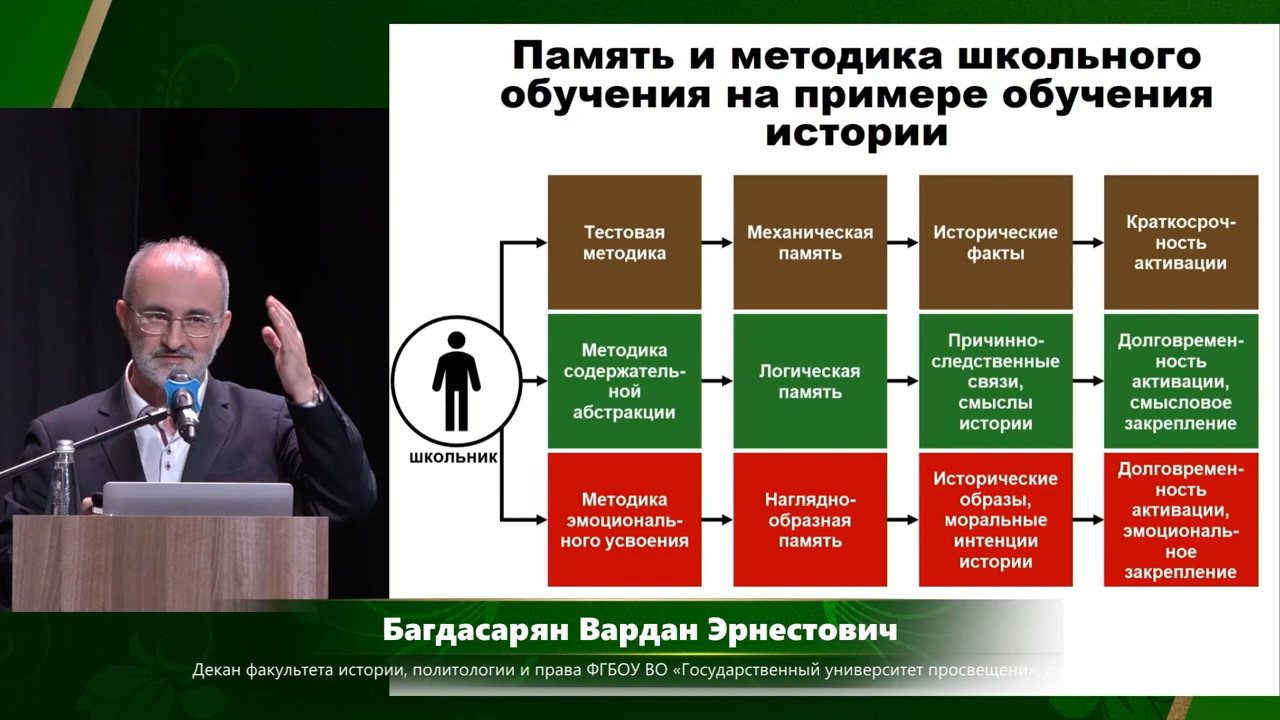 Память и методика школьного
обучения на примере обучения
истории
Тестовая
методика
Механическая
память
Исторические
факты
Краткосроч-
ность
активации
школьник
Методика
содержатель-
ной
абстракции
Логическая
память
Причинно-
следственные
связи,
смыслы
истории
Долговремен-
ность
активации,
смысловое
закрепление
Методика
эмоциональ-
ного усвоения
Наглядно-
образная
память
Исторические
образы,
моральные
интенции
истории
Долговремен-
ность
активации,
эмоциональ-
ное
закрепление
Багдасарян Вардан Эрнестович
Декан факультета истории, политологии и права ФГБОУ ВО «Государственный университет просвещени